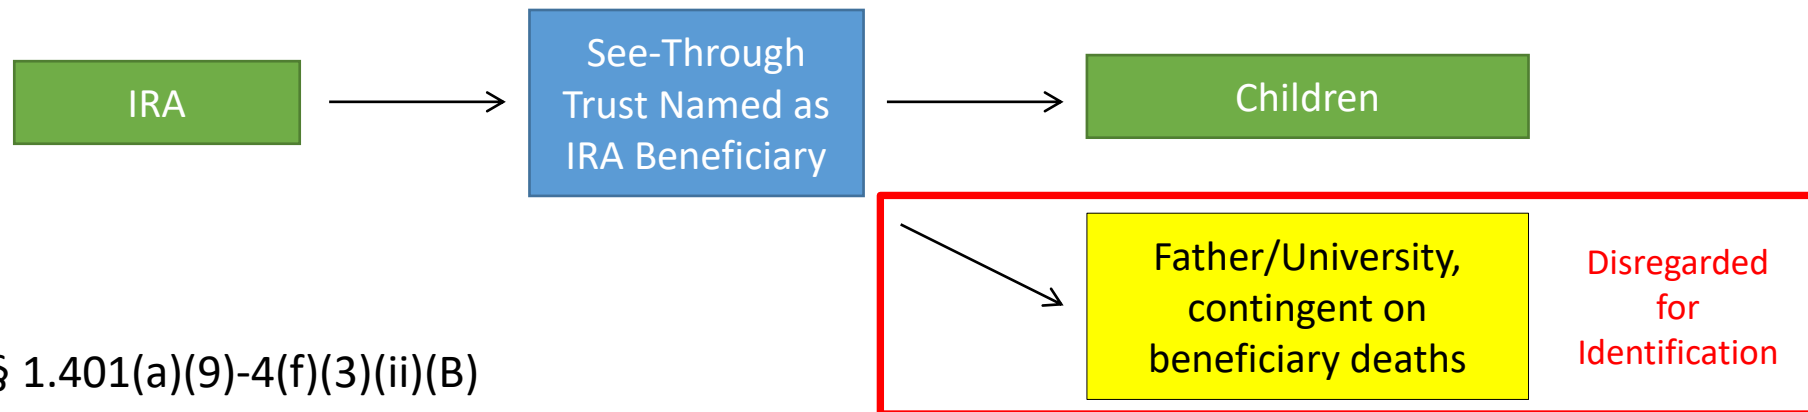 IRA
See-Through
Trust Named as
IRA Beneficiary
Children
Father/University,
contingent on
beneficiary deaths
Disregarded
for
Identification
§ 1.401(a)(9)-4(f)(3)(ii)(B)